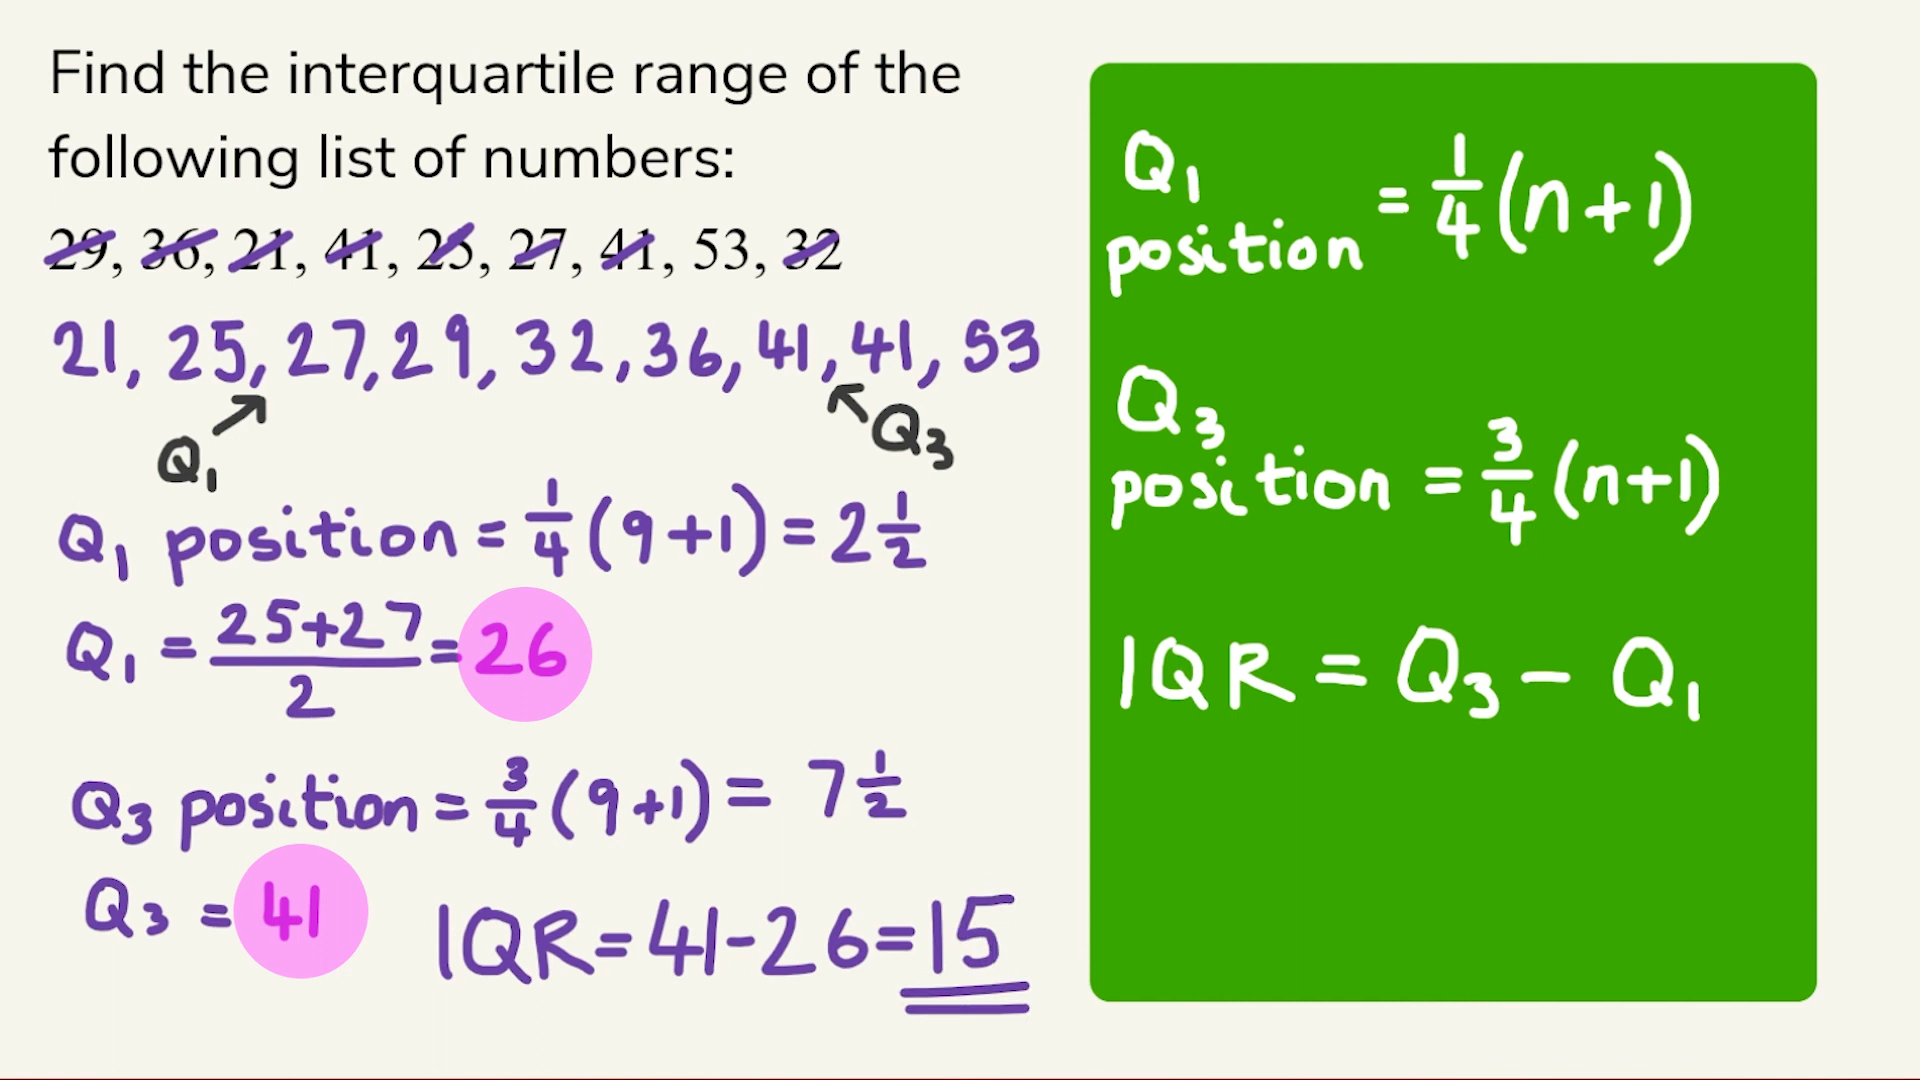 Find the interquartile range of the
following list of numbers:
29, 36, 21, 41, 25, 27, 41, 53, 32
21, 25, 27, 29, 32, 36, 41, 41, 53
Q₁
Q₃
Q₁ position = 1/4 (9+1) = 2 1/2
Q₁ = (25+27)/2 = 26
Q₃ position = 3/4 (9+1) = 7 1/2
Q₃ = 41
IQR = 41-26 = 15
Q₁
position = 1/4 (n+1)
Q₃
position = 3/4 (n+1)
IQR = Q₃ - Q₁